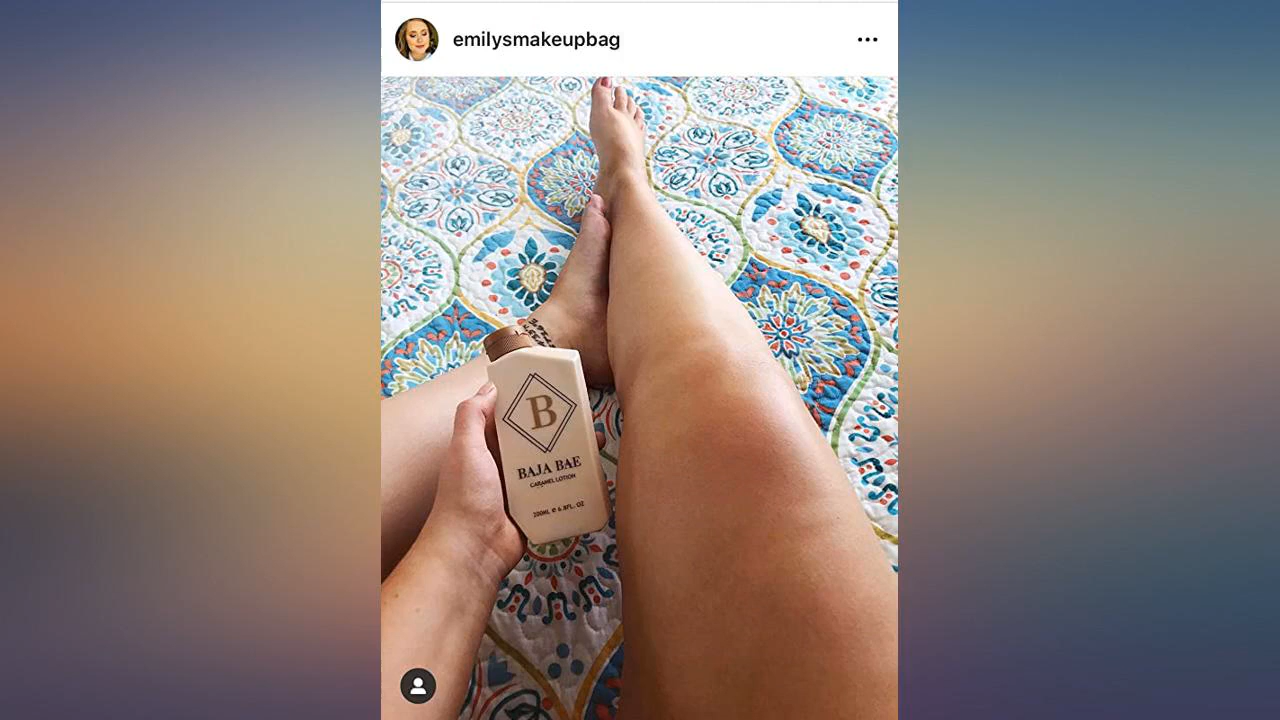 emilysmakeupbag
B
BAJA BAE
CARAMEL LOTION
200ML ℮ 6.8FL. OZ